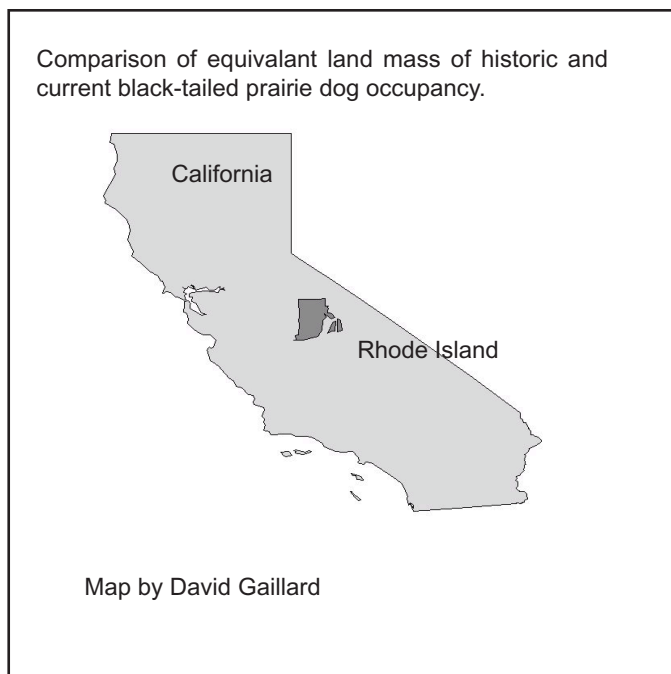 Comparison of equivalant land mass of historic and
current black-tailed prairie dog occupancy.
California
Rhode Island
Map by David Gaillard